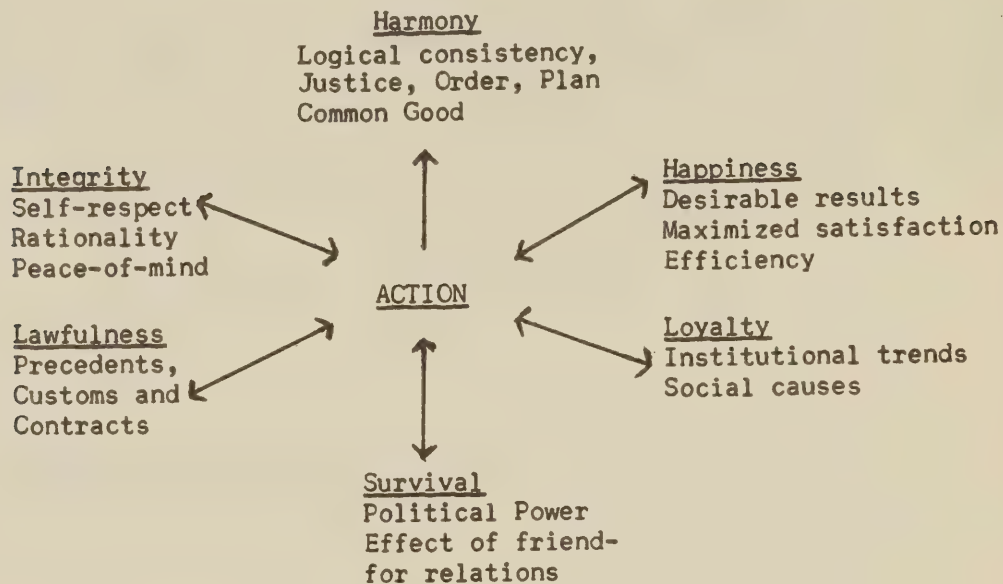 Harmony
Logical consistency,
Justice, Order, Plan
Common Good
Integrity
Self-respect
Rationality
Peace-of-mind
Happiness
Desirable results
Maximized satisfaction
Efficiency
ACTION
Lawfulness
Precedents,
Customs and
Contracts
Loyalty
Institutional trends
Social causes
Survival
Political Power
Effect of friend-
for relations